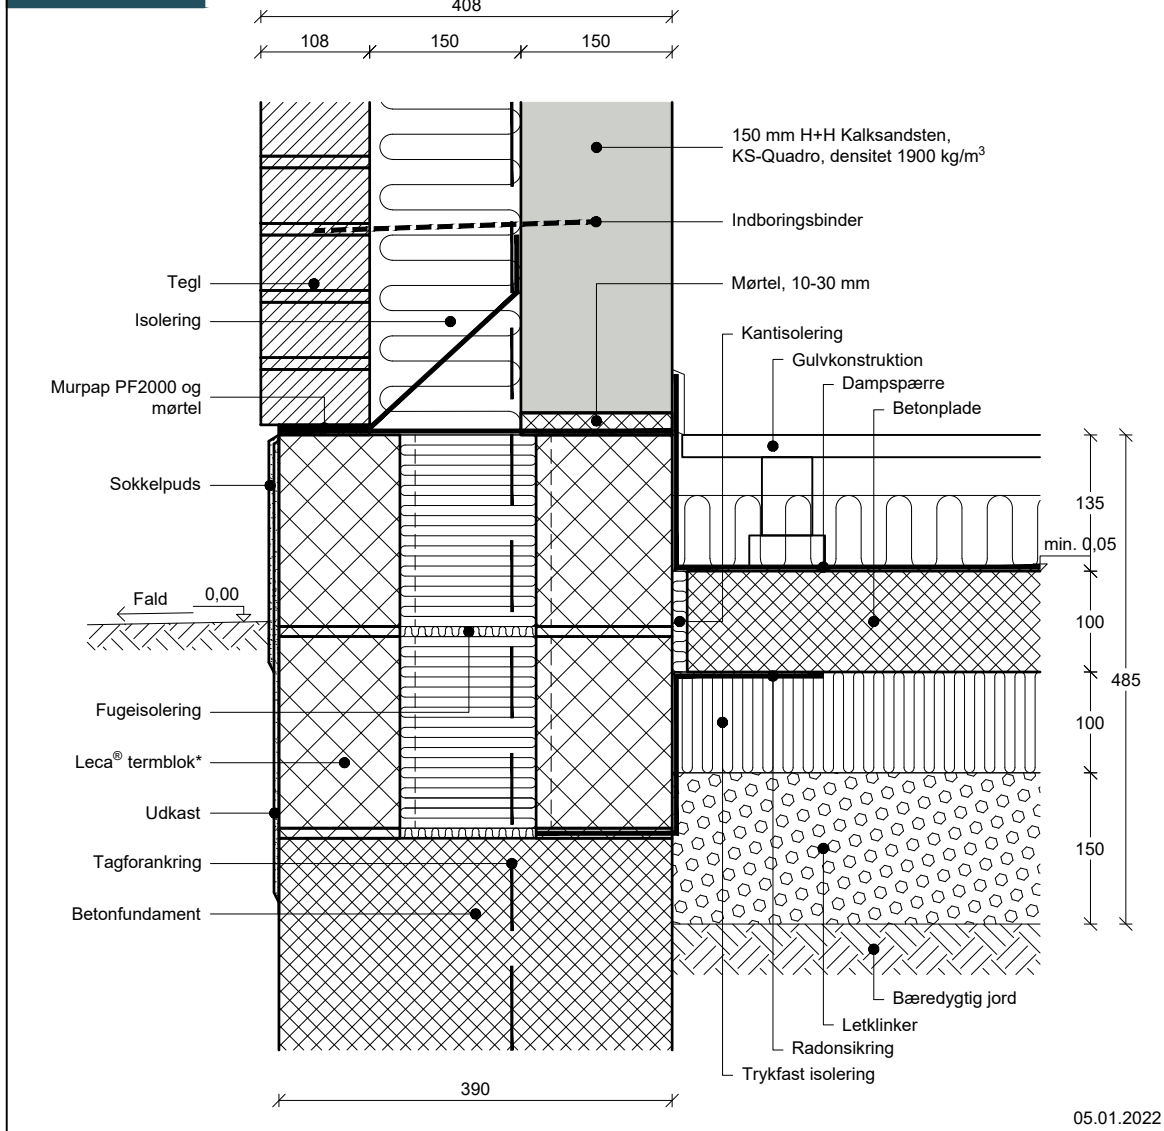 408
108
150
150
150 mm H+H Kalksandsten,
KS-Quadro, densitet 1900 kg/m³
Indboringsbinder
Tegl
Mørtel, 10-30 mm
Isolering
Kantisolering
Gulvkonstruktion
Murpap PF2000 og
mørtel
Dampspærre
Betonplade
Sokkelpuds
135
min. 0,05
Fald
0,00
100
485
Fugeisolering
100
Leca® termblok*
Udkast
150
Tagforankring
Betonfundament
Bæredygtig jord
Letklinker
Radonsikring
Trykfast isolering
390
05.01.2022